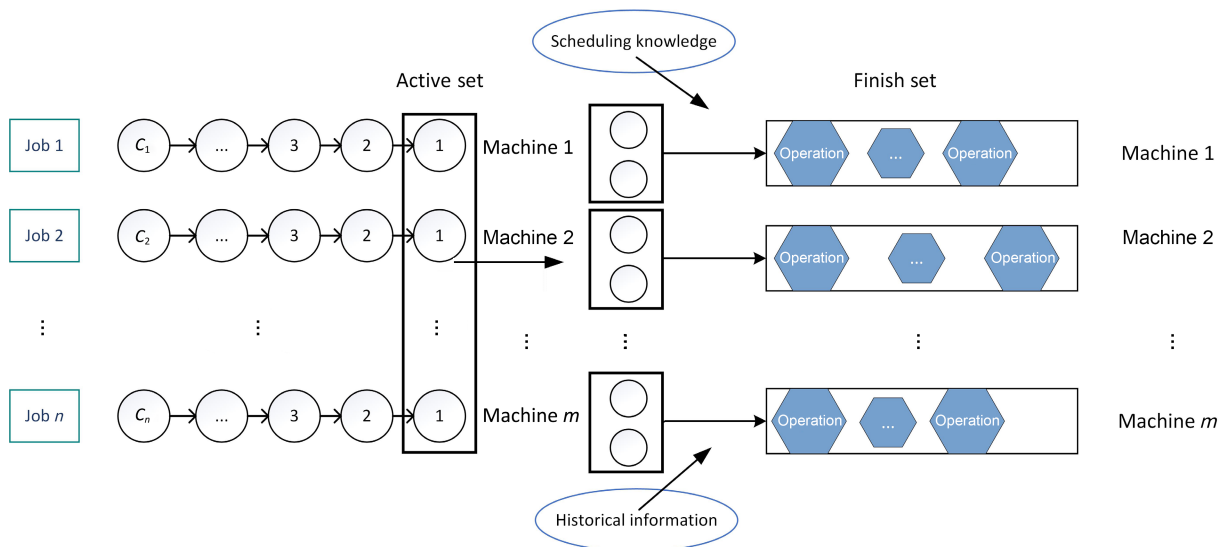 Scheduling knowledge
Active set
Finish set
Job 1
C1
...
3
2
1
Machine 1
Operation
...
Operation
Machine 1
Job 2
C2
...
3
2
1
Machine 2
Operation
...
Operation
Machine 2
...
...
...
...
...
...
...
Job n
Cn
...
3
2
1
Machine m
Operation
...
Operation
Machine m
Historical information